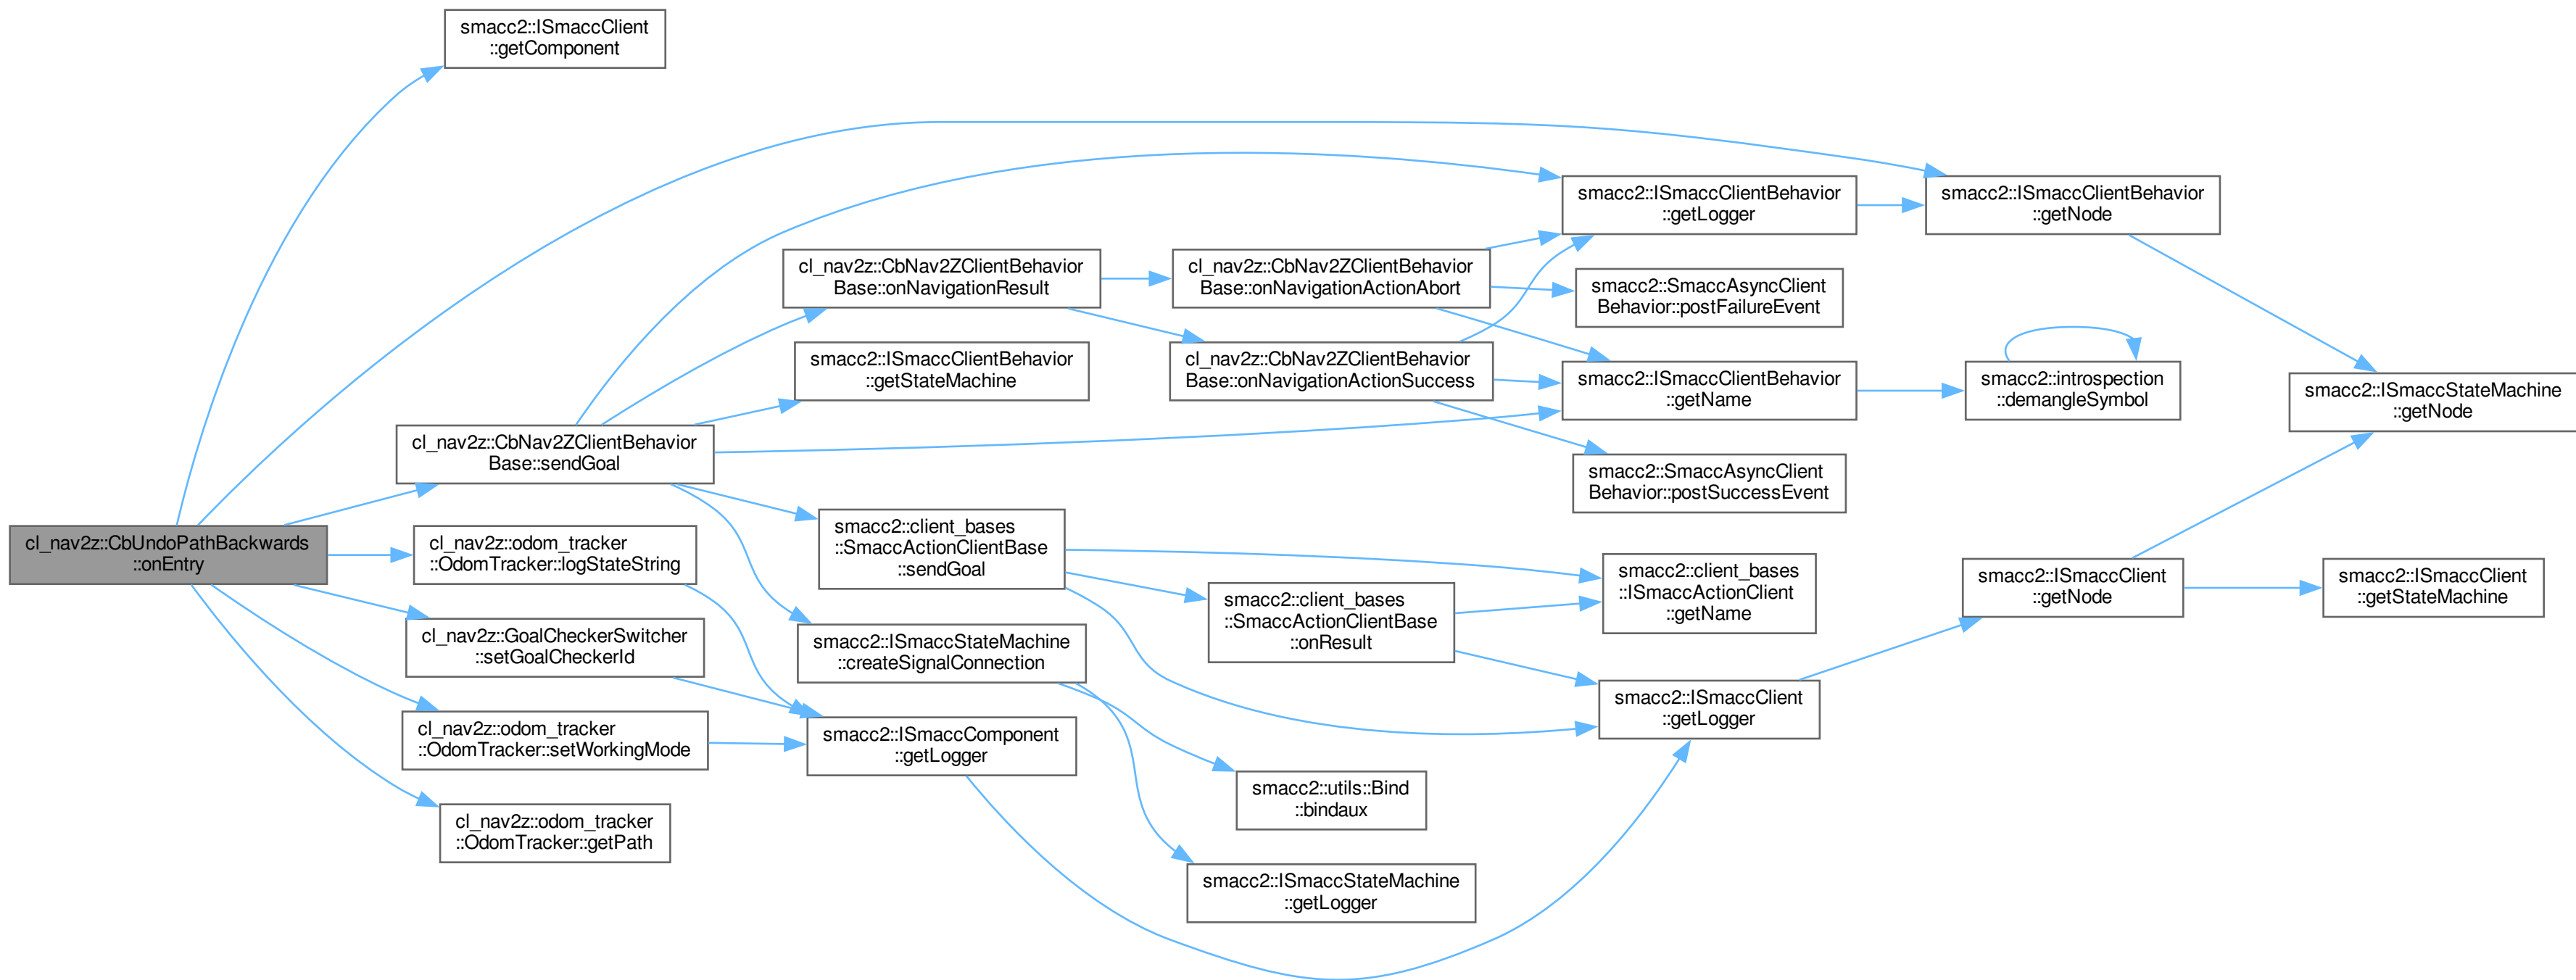 smacc2::ISmaccClient
::getComponent
smacc2::ISmaccClientBehavior
::getLogger
smacc2::ISmaccClientBehavior
::getNode
cl_nav2z::CbNav2ZClientBehavior
Base::onNavigationResult
cl_nav2z::CbNav2ZClientBehavior
Base::onNavigationActionAbort
smacc2::SmaccAsyncClient
Behavior::postFailureEvent
smacc2::ISmaccClientBehavior
::getStateMachine
cl_nav2z::CbNav2ZClientBehavior
Base::onNavigationActionSuccess
smacc2::ISmaccClientBehavior
::getName
smacc2::introspection
::demangleSymbol
smacc2::ISmaccStateMachine
::getNode
cl_nav2z::CbNav2ZClientBehavior
Base::sendGoal
smacc2::SmaccAsyncClient
Behavior::postSuccessEvent
cl_nav2z::CbUndoPathBackwards
::onEntry
cl_nav2z::odom_tracker
::OdomTracker::logStateString
smacc2::client_bases
::SmaccActionClientBase
::sendGoal
smacc2::client_bases
::ISmaccActionClient
::getName
smacc2::ISmaccClient
::getNode
smacc2::ISmaccClient
::getStateMachine
smacc2::client_bases
::SmaccActionClientBase
::onResult
cl_nav2z::GoalCheckerSwitcher
::setGoalCheckerId
smacc2::ISmaccStateMachine
::createSignalConnection
smacc2::ISmaccClient
::getLogger
cl_nav2z::odom_tracker
::OdomTracker::setWorkingMode
smacc2::ISmaccComponent
::getLogger
smacc2::utils::Bind
::bindaux
cl_nav2z::odom_tracker
::OdomTracker::getPath
smacc2::ISmaccStateMachine
::getLogger